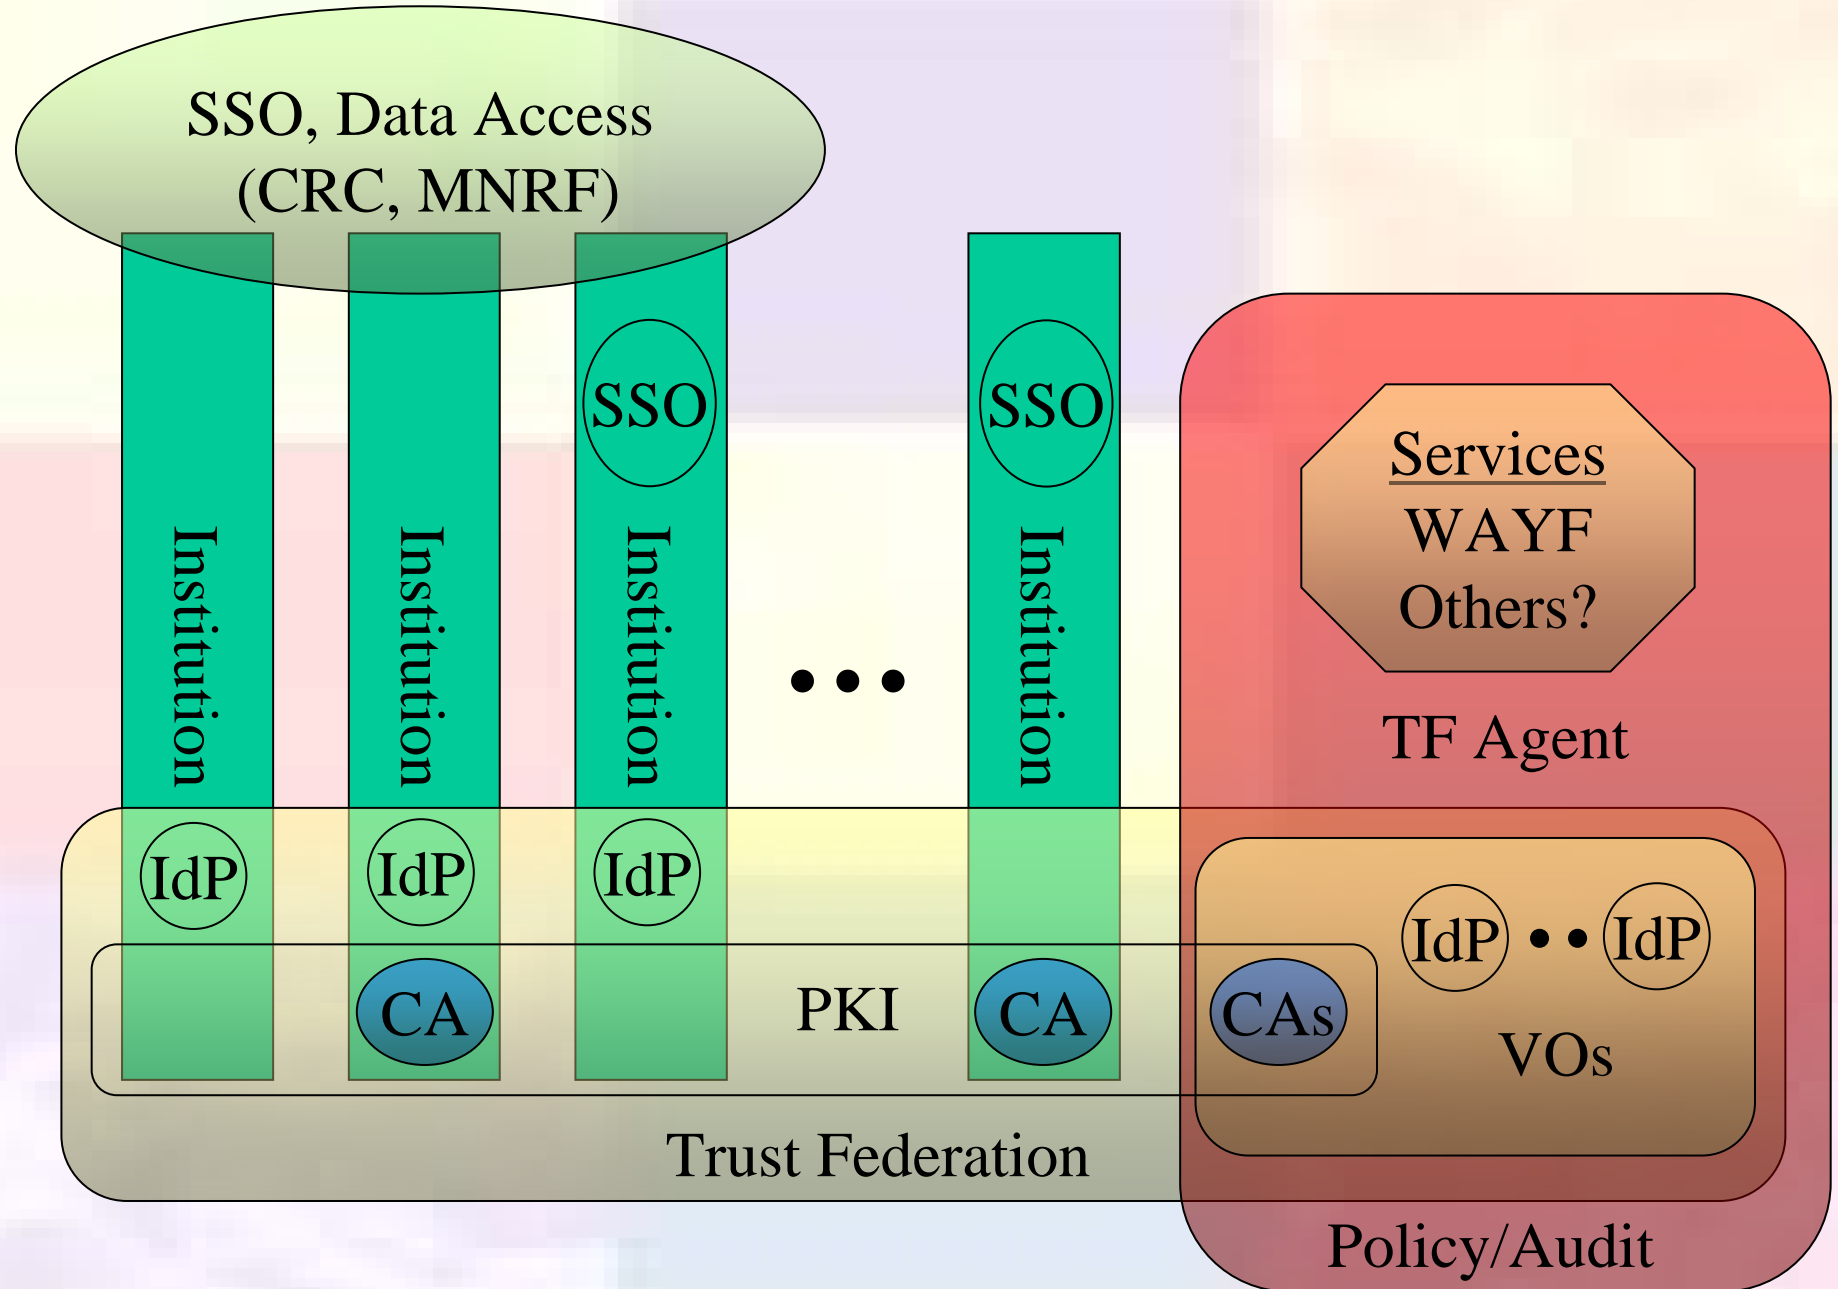 SSO, Data Access
(CRC, MNRF)
SSO
SSO
Services
WAYF
Others?
Institution
Institution
Institution
Institution
TF Agent
IdP
IdP
IdP
IdP
IdP
CA
PKI
CA
CAs
VOs
Trust Federation
Policy/Audit